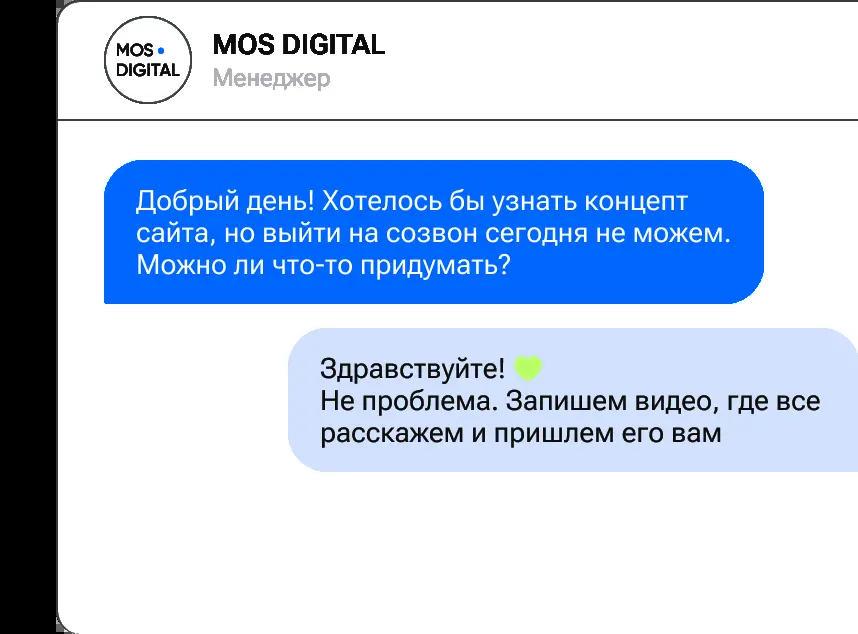 MOS
DIGITAL
MOS DIGITAL
Менеджер
Добрый день! Хотелось бы узнать концепт
сайта, но выйти на созвон сегодня не можем.
Можно ли что-то придумать?
Здравствуйте! 💚
Не проблема. Запишем видео, где все
расскажем и пришлем его вам